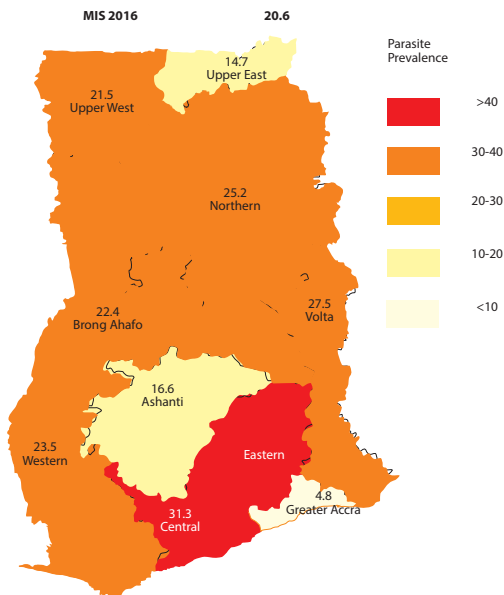 MIS 2016
20.6
14.7
Upper East
21.5
Upper West
25.2
Northern
22.4
Brong Ahafo
27.5
Volta
16.6
Ashanti
23.5
Western
Eastern
31.3
Central
4.8
Greater Accra
Parasite
Prevalence
>40
30-40
20-30
10-20
<10